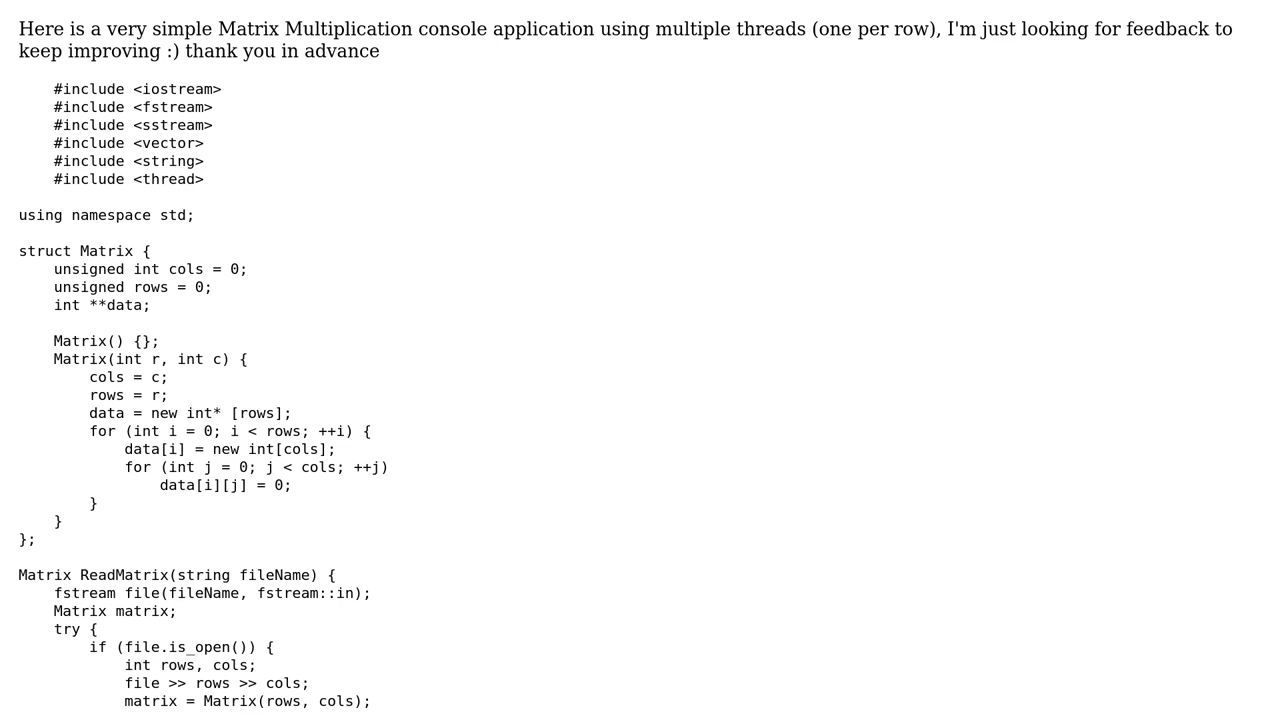 Here is a very simple Matrix Multiplication console application using multiple threads (one per row), I'm just looking for feedback to
keep improving :) thank you in advance
    #include <iostream>
    #include <fstream>
    #include <sstream>
    #include <vector>
    #include <string>
    #include <thread>
using namespace std;
struct Matrix {
    unsigned int cols = 0;
    unsigned rows = 0;
    int **data;
    Matrix() {};
    Matrix(int r, int c) {
        cols = c;
        rows = r;
        data = new int* [rows];
        for (int i = 0; i < rows; ++i) {
            data[i] = new int[cols];
            for (int j = 0; j < cols; ++j)
                data[i][j] = 0;
        }
    }
};
Matrix ReadMatrix(string fileName) {
    fstream file(fileName, fstream::in);
    Matrix matrix;
    try {
        if (file.is_open()) {
            int rows, cols;
            file >> rows >> cols;
            matrix = Matrix(rows, cols);